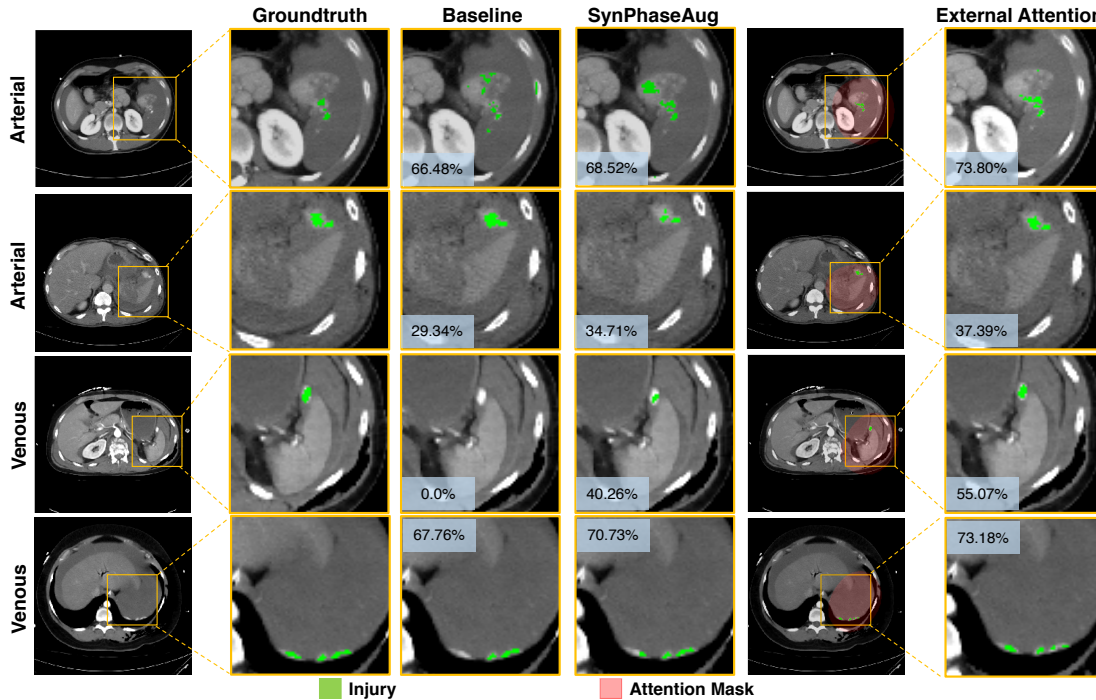 Groundtruth Baseline SynPhaseAug External Attention
Arterial
66.48% 68.52% 73.80%
Arterial
29.34% 34.71% 37.39%
Venous
0.0% 40.26% 55.07%
Venous
67.76% 70.73% 73.18%
Injury Attention Mask